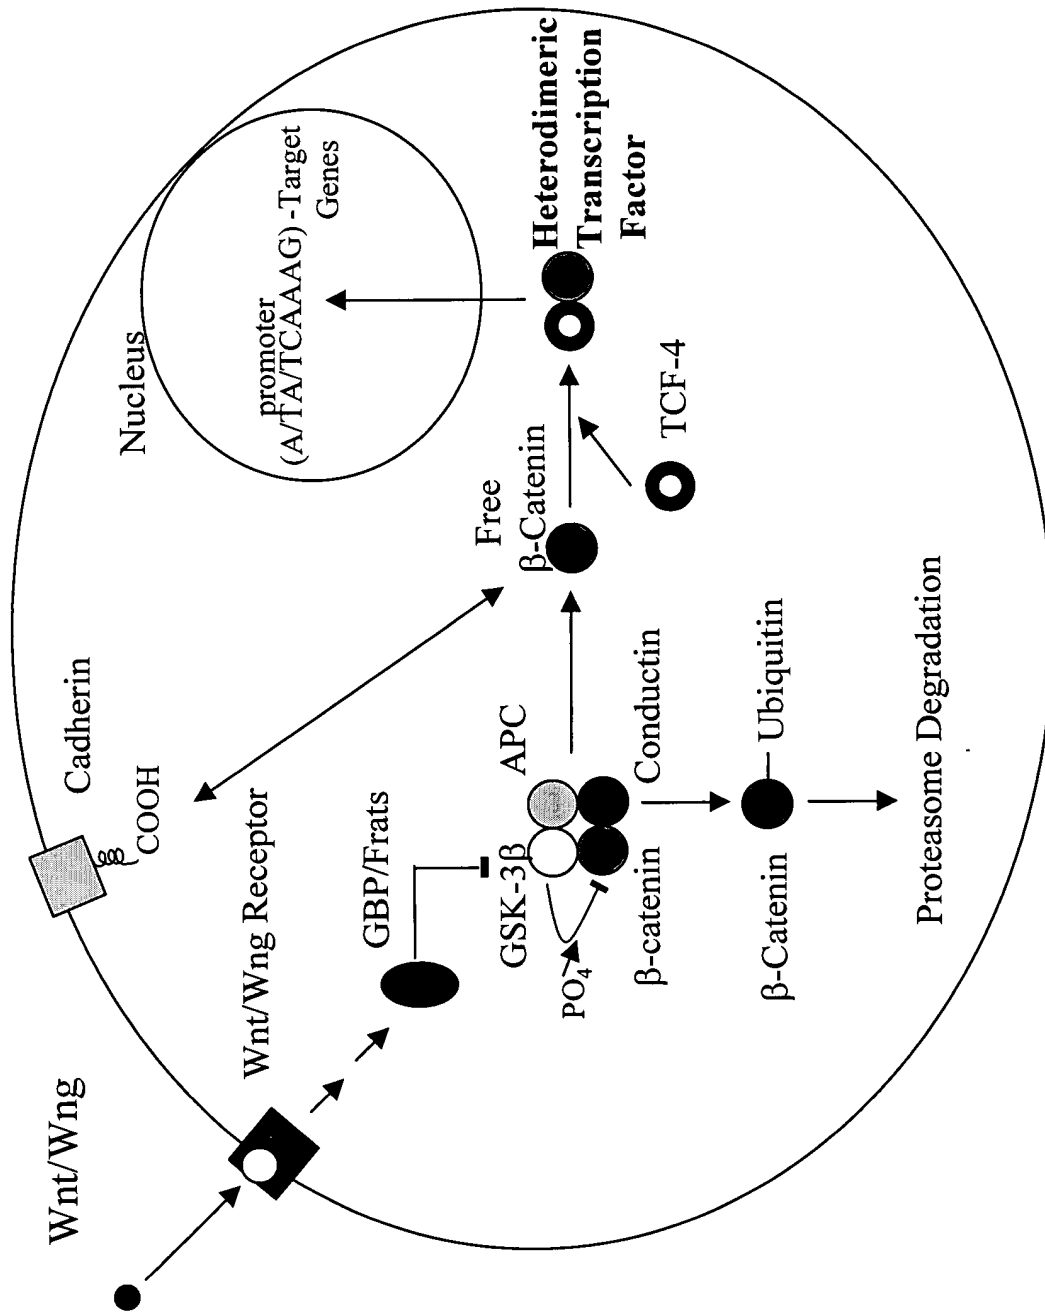 Wnt/Wng
Wnt/Wng Receptor
Cadherin
COOH
Nucleus
promoter
(A/TA/TCAAAG) -Target
Genes
GBP/Frats
GSK-3β
APC
PO4
β-catenin
Conductin
Free
β-Catenin
TCF-4
Heterodimeric
Transcription
Factor
β-Catenin
Ubiquitin
Proteasome Degradation